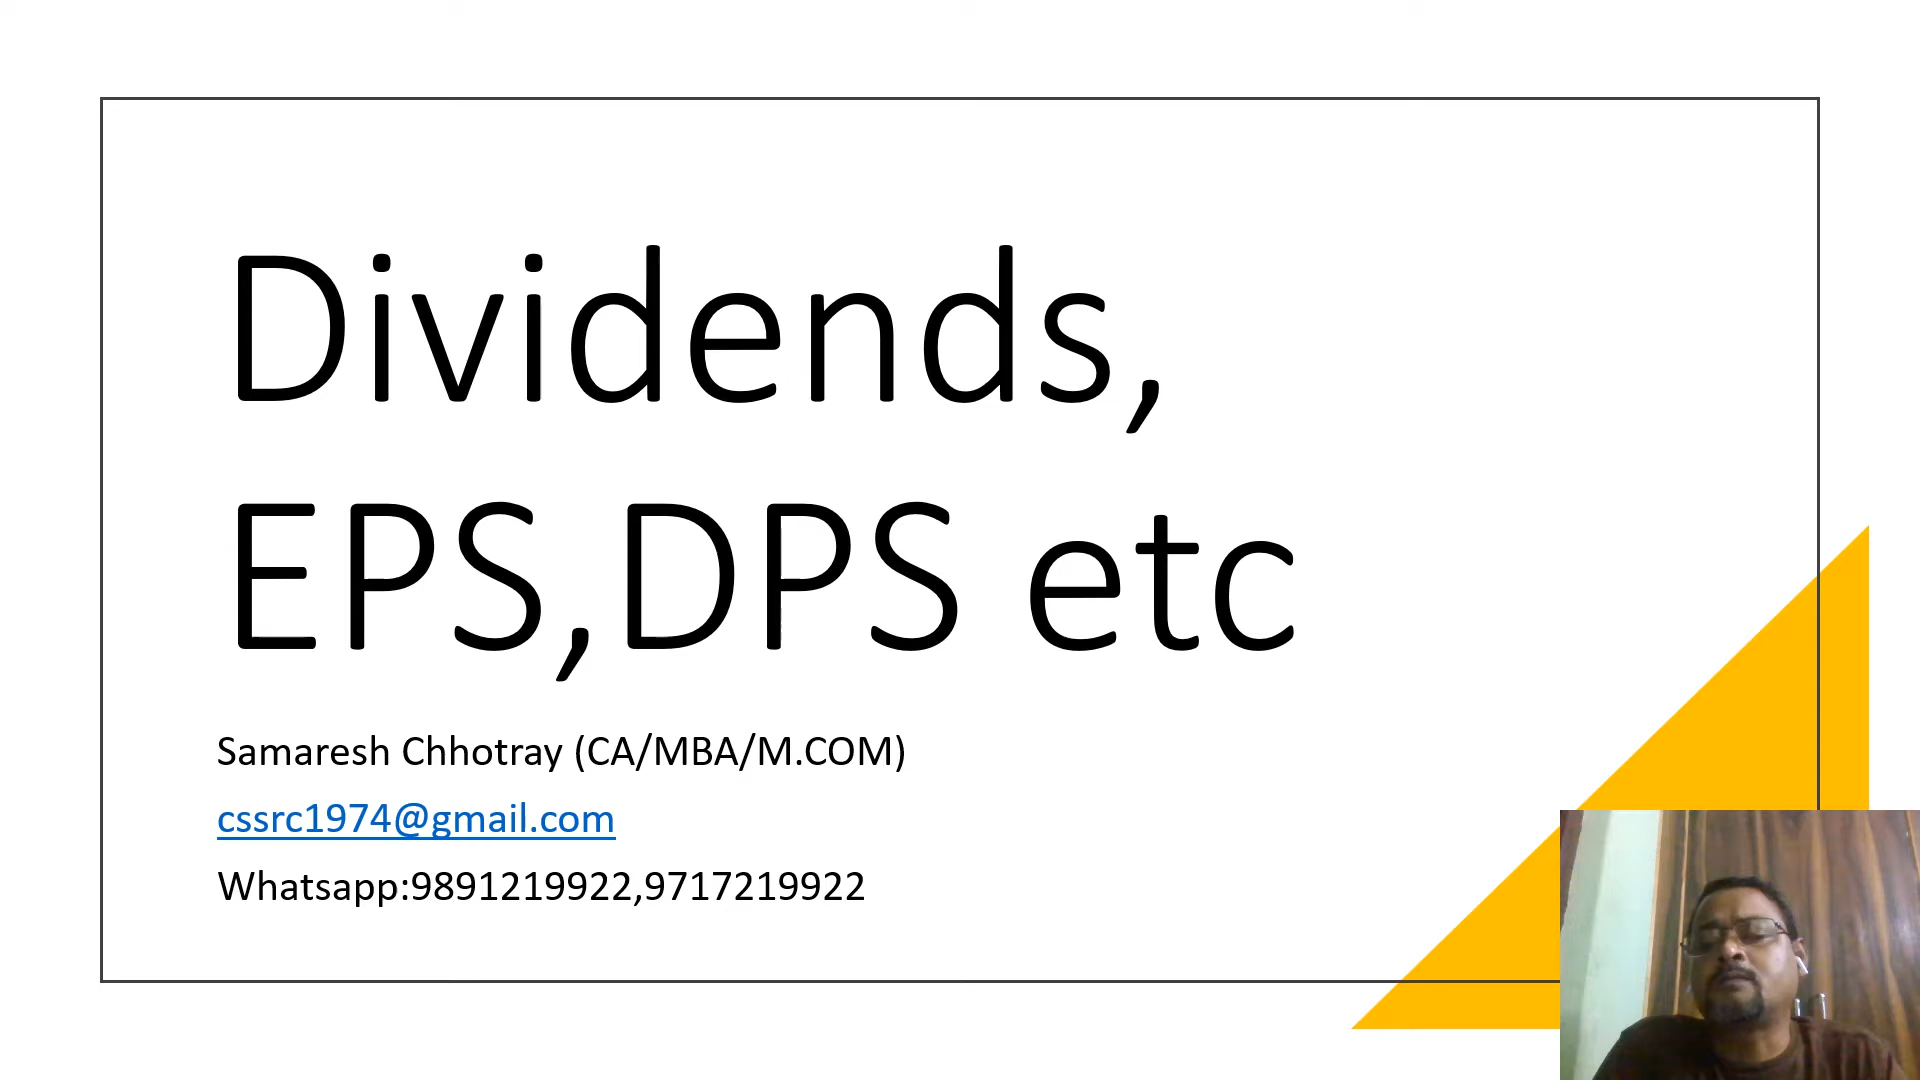 Dividends,
EPS,DPS etc
Samaresh Chhotray (CA/MBA/M.COM)
cssrc1974@gmail.com
Whatsapp:9891219922,9717219922